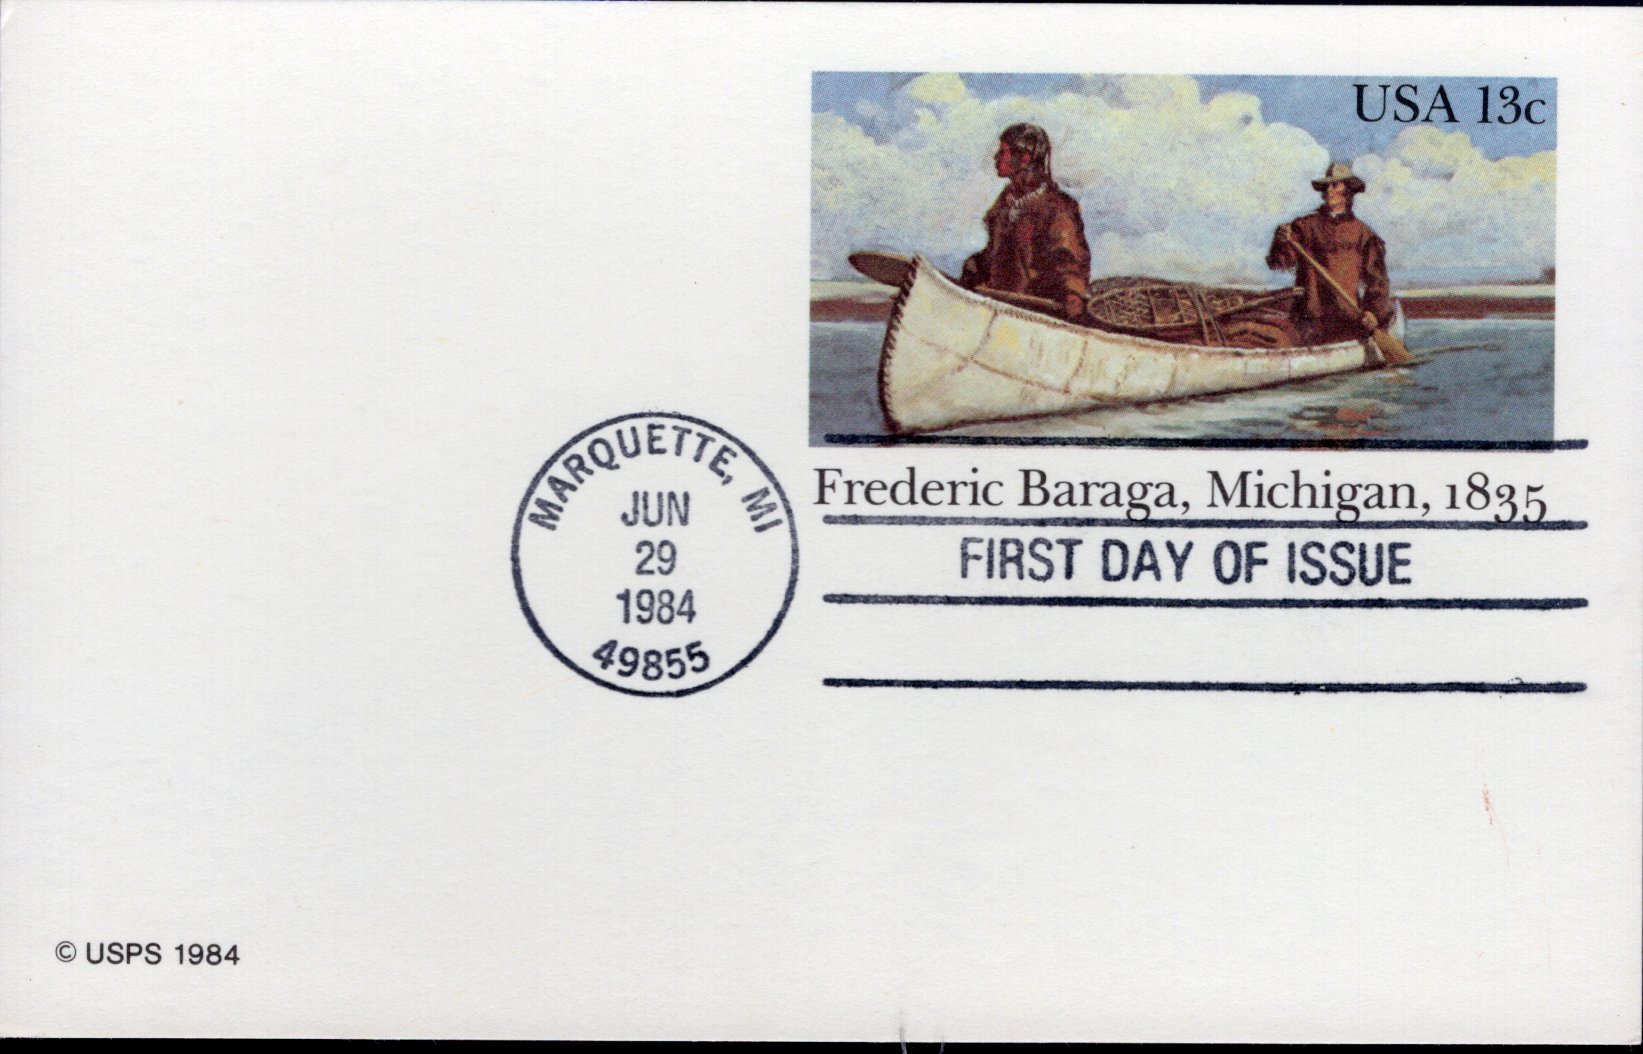 USA 13c
Frederic Baraga, Michigan, 1835
FIRST DAY OF ISSUE
MARQUETTE, MI
JUN
29
1984
49855
© USPS 1984